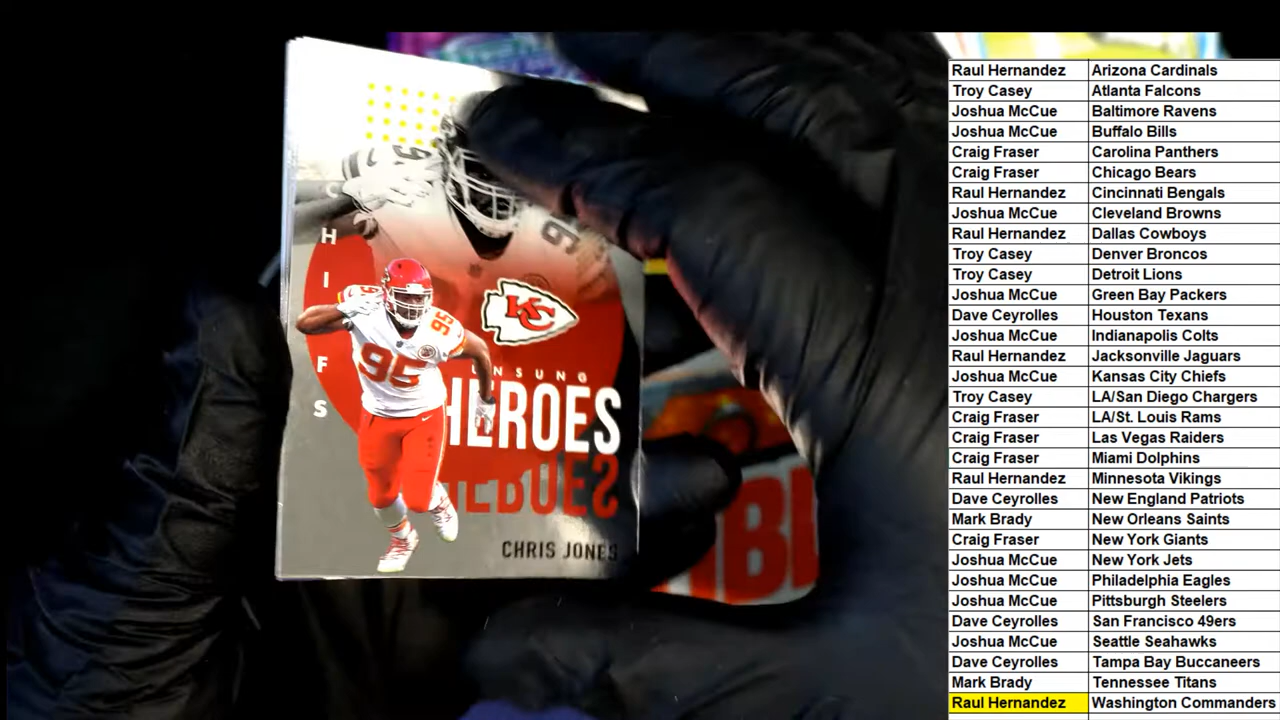 C
H
I
F
S
95
95
KC
UNSUNG
HEROES
CHRIS JONES
Raul Hernandez Arizona Cardinals
Troy Casey Atlanta Falcons
Joshua McCue Baltimore Ravens
Joshua McCue Buffalo Bills
Craig Fraser Carolina Panthers
Craig Fraser Chicago Bears
Raul Hernandez Cincinnati Bengals
Joshua McCue Cleveland Browns
Raul Hernandez Dallas Cowboys
Troy Casey Denver Broncos
Troy Casey Detroit Lions
Joshua McCue Green Bay Packers
Dave Ceyrolles Houston Texans
Joshua McCue Indianapolis Colts
Raul Hernandez Jacksonville Jaguars
Joshua McCue Kansas City Chiefs
Troy Casey LA/San Diego Chargers
Craig Fraser LA/St. Louis Rams
Craig Fraser Las Vegas Raiders
Craig Fraser Miami Dolphins
Raul Hernandez Minnesota Vikings
Dave Ceyrolles New England Patriots
Mark Brady New Orleans Saints
Craig Fraser New York Giants
Joshua McCue New York Jets
Joshua McCue Philadelphia Eagles
Joshua McCue Pittsburgh Steelers
Dave Ceyrolles San Francisco 49ers
Joshua McCue Seattle Seahawks
Dave Ceyrolles Tampa Bay Buccaneers
Mark Brady Tennessee Titans
Raul Hernandez Washington Commanders